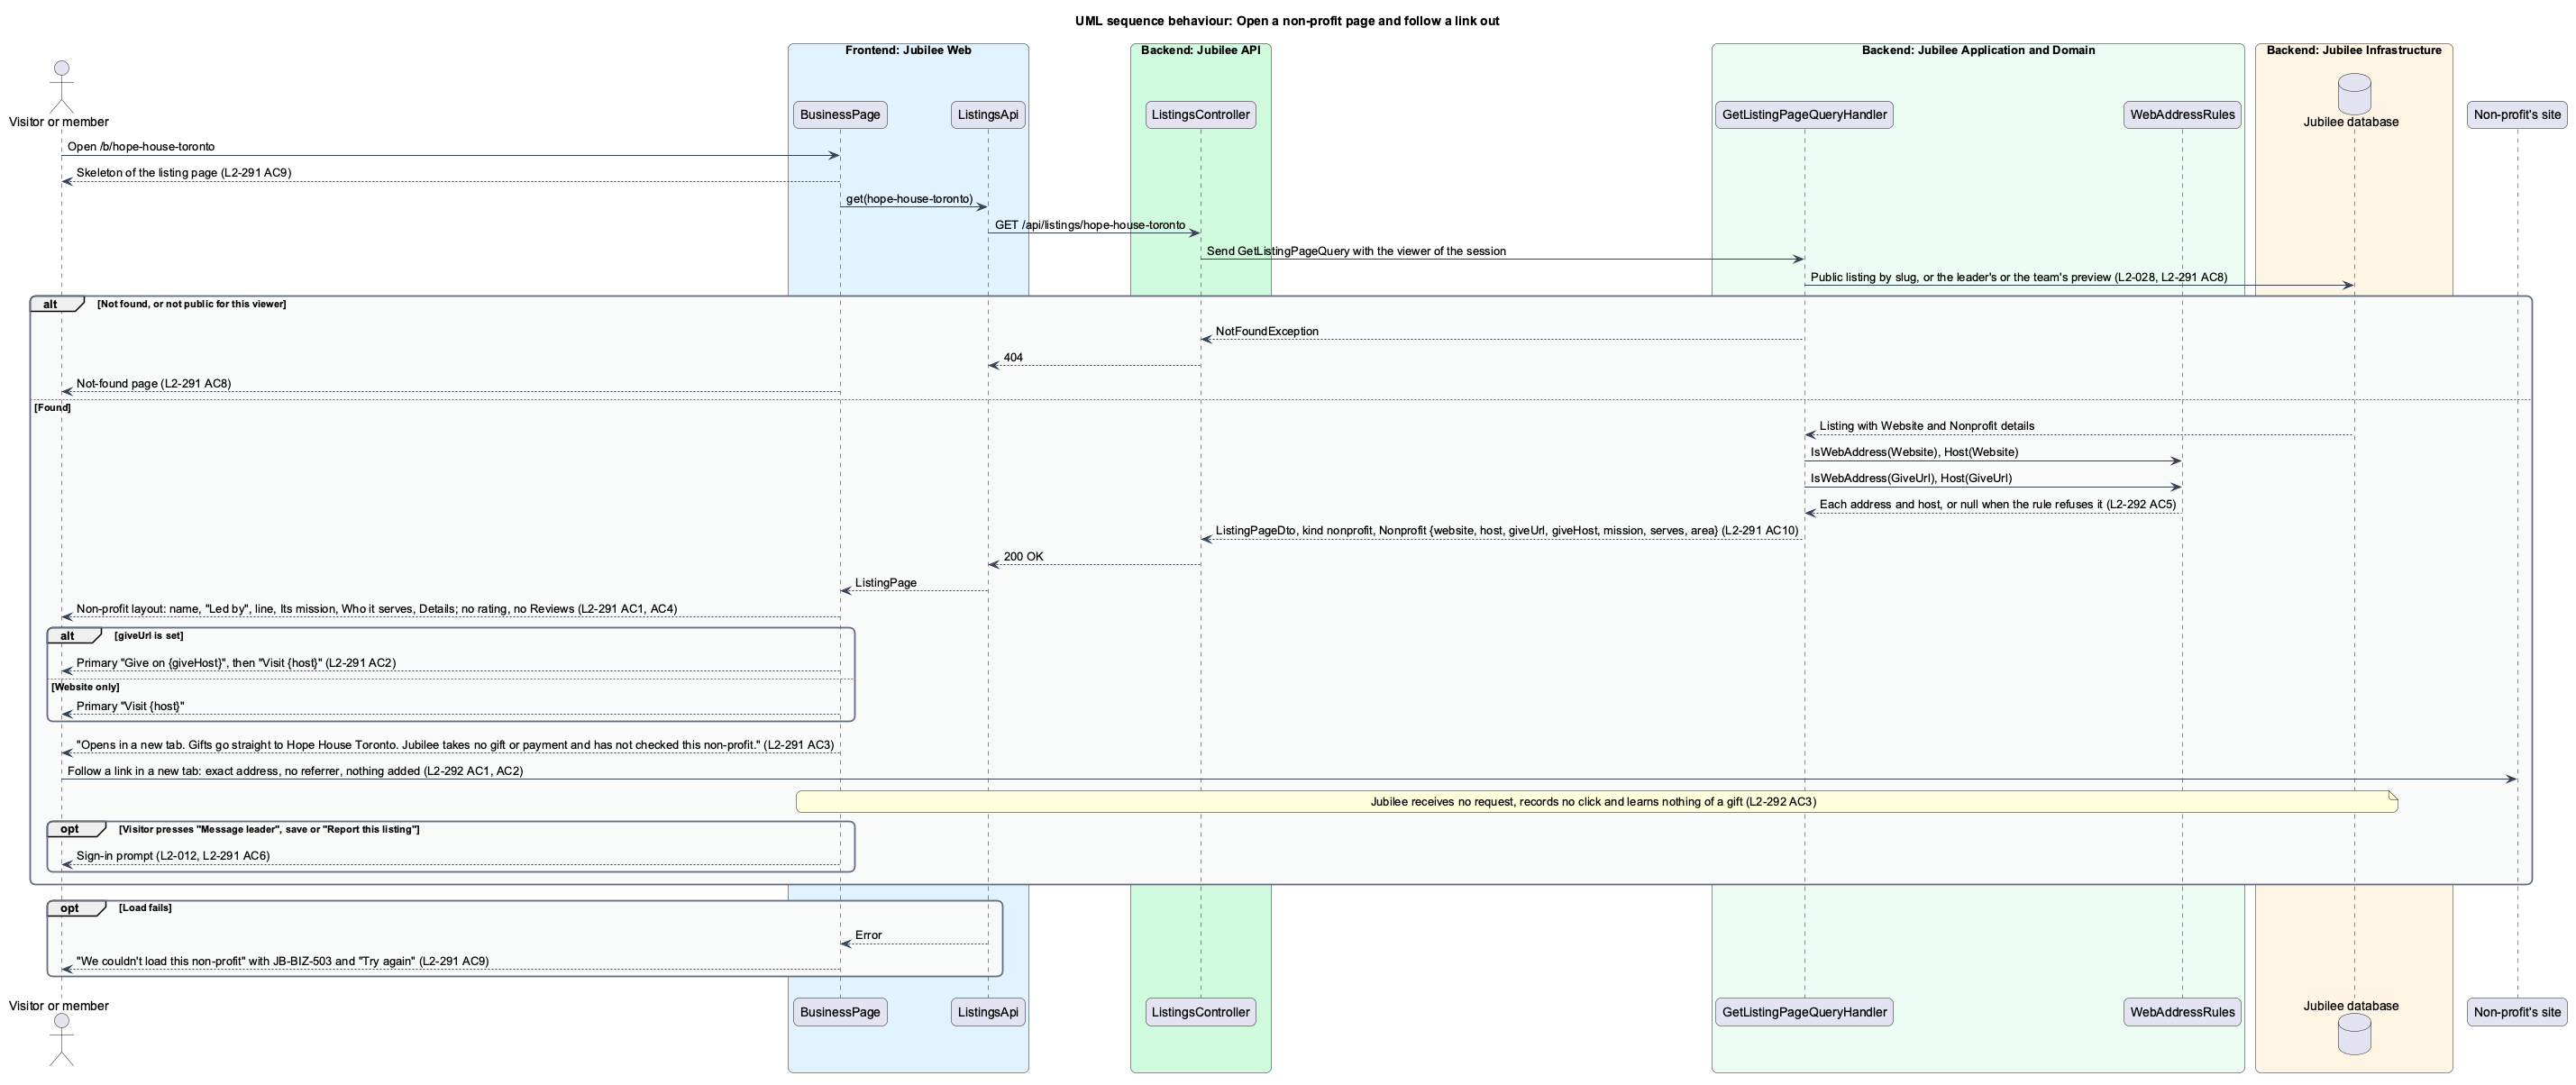 UML sequence behaviour: Open a non-profit page and follow a link out
Frontend: Jubilee Web
Backend: Jubilee API
Backend: Jubilee Application and Domain
Backend: Jubilee Infrastructure
Visitor or member
BusinessPage
ListingsApi
ListingsController
GetListingPageQueryHandler
WebAddressRules
Jubilee database
Non-profit's site
Open /b/hope-house-toronto
Skeleton of the listing page (L2-291 AC9)
get(hope-house-toronto)
GET /api/listings/hope-house-toronto
Send GetListingPageQuery with the viewer of the session
Public listing by slug, or the leader's or the team's preview (L2-028, L2-291 AC8)
alt [Not found, or not public for this viewer]
NotFoundException
404
Not-found page (L2-291 AC8)
[Found]
Listing with Website and Nonprofit details
IsWebAddress(Website), Host(Website)
IsWebAddress(GiveUrl), Host(GiveUrl)
Each address and host, or null when the rule refuses it (L2-292 AC5)
ListingPageDto, kind nonprofit, Nonprofit {website, host, giveUrl, giveHost, mission, serves, area} (L2-291 AC10)
200 OK
ListingPage
Non-profit layout: name, "Led by", line, Its mission, Who it serves, Details; no rating, no Reviews (L2-291 AC1, AC4)
alt [giveUrl is set]
Primary "Give on {giveHost}", then "Visit {host}" (L2-291 AC2)
[Website only]
Primary "Visit {host}"
"Opens in a new tab. Gifts go straight to Hope House Toronto. Jubilee takes no gift or payment and has not checked this non-profit." (L2-291 AC3)
Follow a link in a new tab: exact address, no referrer, nothing added (L2-292 AC1, AC2)
Jubilee receives no request, records no click and learns nothing of a gift (L2-292 AC3)
opt [Visitor presses "Message leader", save or "Report this listing"]
Sign-in prompt (L2-012, L2-291 AC6)
opt [Load fails]
Error
"We couldn't load this non-profit" with JB-BIZ-503 and "Try again" (L2-291 AC9)
Visitor or member
BusinessPage
ListingsApi
ListingsController
GetListingPageQueryHandler
WebAddressRules
Jubilee database
Non-profit's site